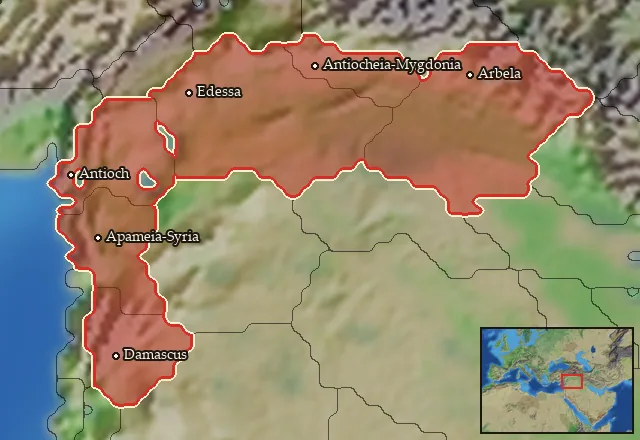 Antiocheia-Mygdonia
Arbela
Edessa
Antioch
Apameia-Syria
Damascus